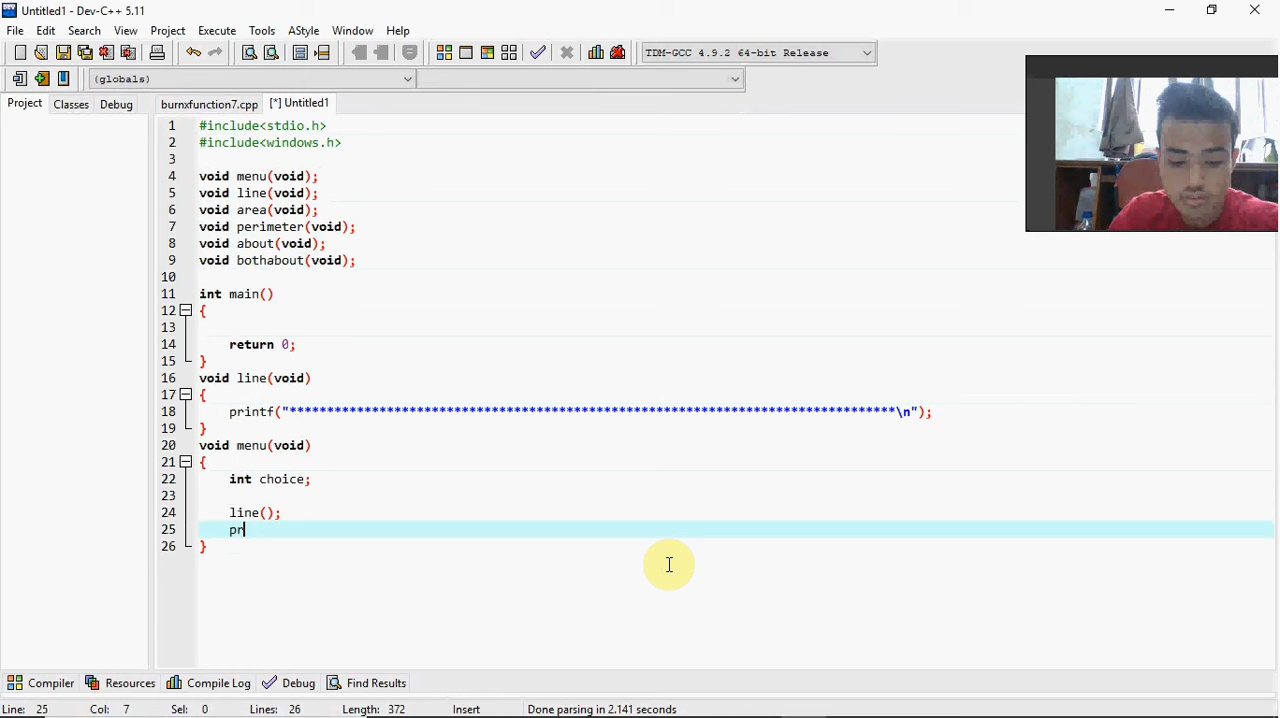 Untitled1 - Dev-C++ 5.11
File Edit Search View Project Execute Tools AStyle Window Help
TDM-GCC 4.9.2 64-bit Release
(globals)
Project Classes Debug burnxfunction7.cpp [*] Untitled1
1 #include<stdio.h>
2 #include<windows.h>
3
4 void menu(void);
5 void line(void);
6 void area(void);
7 void perimeter(void);
8 void about(void);
9 void bothabout(void);
10
11 int main()
12 {
13
14 return 0;
15 }
16 void line(void)
17 {
18 printf("*********************************************************************************\n");
19 }
20 void menu(void)
21 {
22 int choice;
23
24 line();
25 pr
26 }
Compiler Resources Compile Log Debug Find Results
Line: 25 Col: 7 Sel: 0 Lines: 26 Length: 372 Insert Done parsing in 2.141 seconds